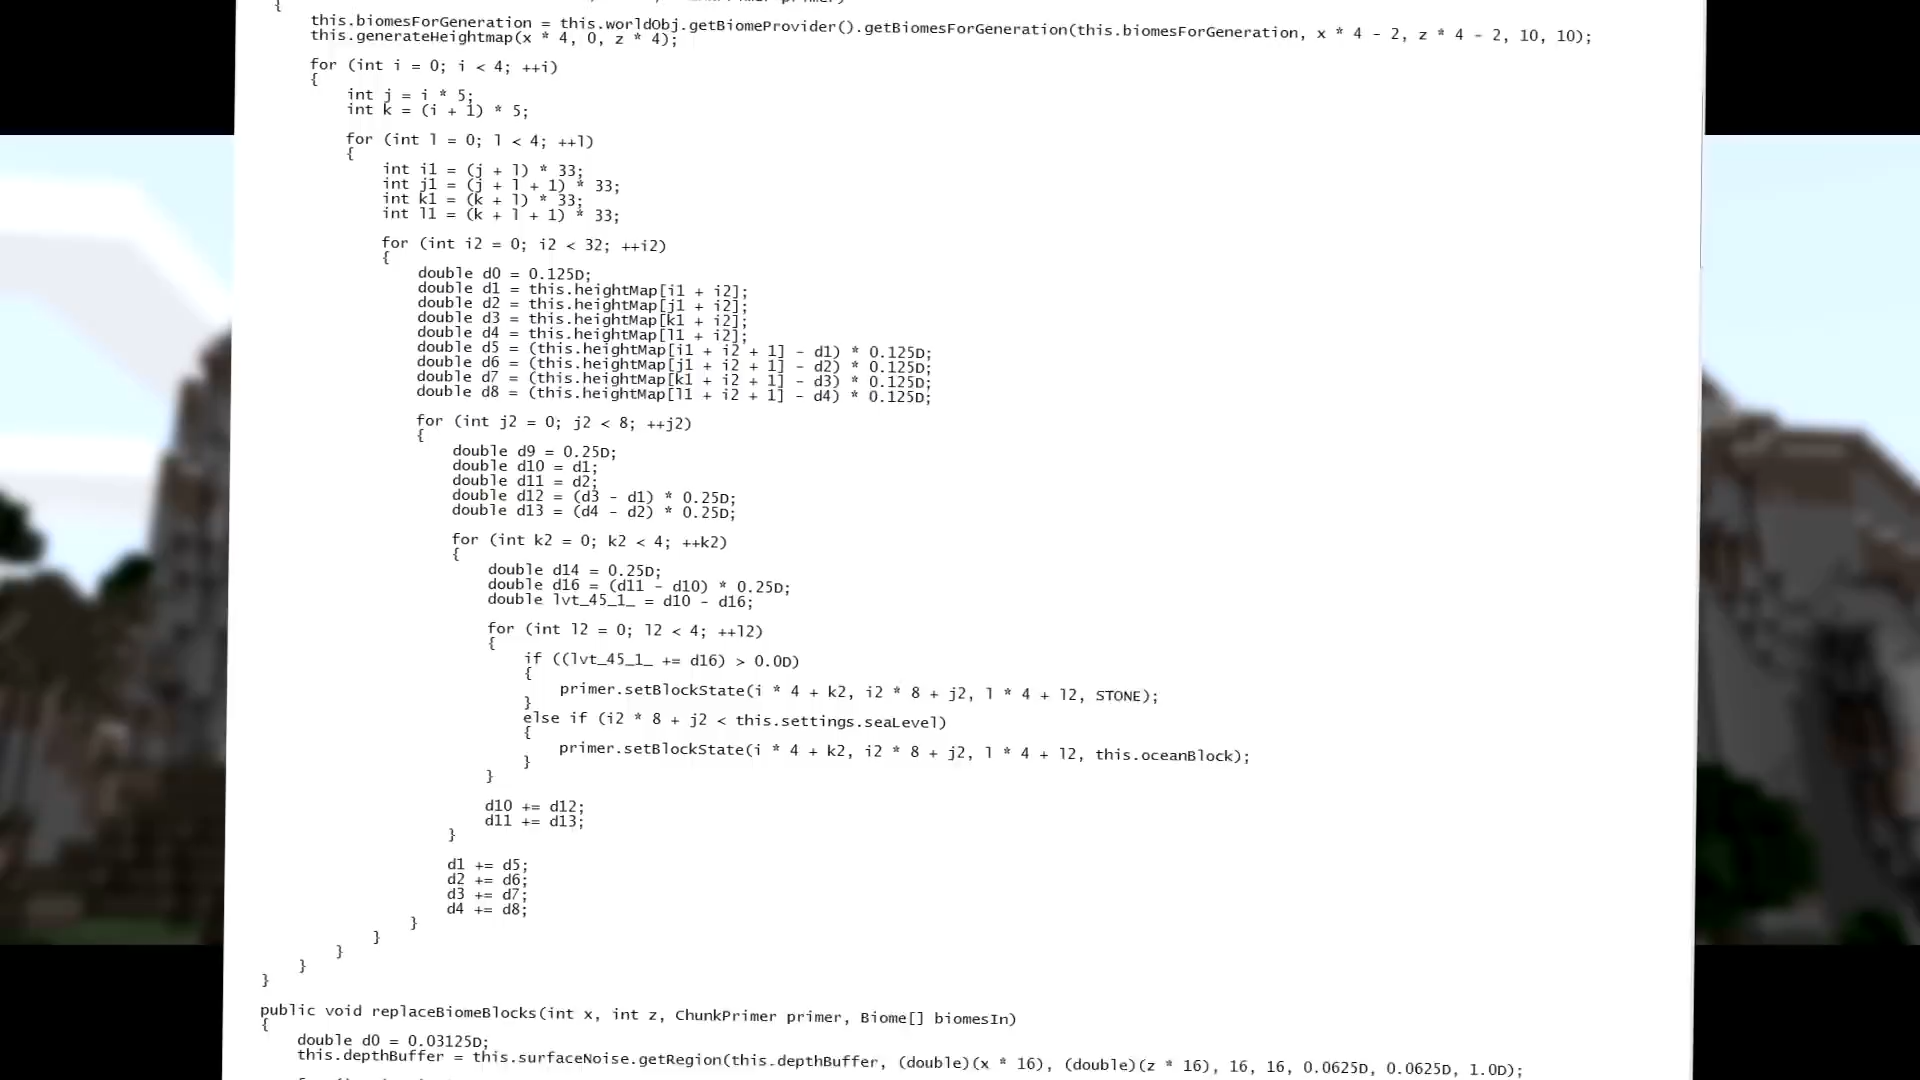 {
this.biomesForGeneration = this.worldObj.getBiomeProvider().getBiomesForGeneration(this.biomesForGeneration, x * 4 - 2, z * 4 - 2, 10, 10);
this.generateHeightmap(x * 4, 0, z * 4);
for (int i = 0; i < 4; ++i)
{
int j = i * 5;
int k = (i + 1) * 5;
for (int l = 0; l < 4; ++l)
{
int i1 = (j + l) * 33;
int j1 = (j + l + 1) * 33;
int k1 = (k + l) * 33;
int l1 = (k + l + 1) * 33;
for (int i2 = 0; i2 < 32; ++i2)
{
double d0 = 0.125D;
double d1 = this.heightMap[i1 + i2];
double d2 = this.heightMap[j1 + i2];
double d3 = this.heightMap[k1 + i2];
double d4 = this.heightMap[l1 + i2];
double d5 = (this.heightMap[i1 + i2 + 1] - d1) * 0.125D;
double d6 = (this.heightMap[j1 + i2 + 1] - d2) * 0.125D;
double d7 = (this.heightMap[k1 + i2 + 1] - d3) * 0.125D;
double d8 = (this.heightMap[l1 + i2 + 1] - d4) * 0.125D;
for (int j2 = 0; j2 < 8; ++j2)
{
double d9 = 0.25D;
double d10 = d1;
double d11 = d2;
double d12 = (d3 - d1) * 0.25D;
double d13 = (d4 - d2) * 0.25D;
for (int k2 = 0; k2 < 4; ++k2)
{
double d14 = 0.25D;
double d16 = (d11 - d10) * 0.25D;
double lvt_45_1_ = d10 - d16;
for (int l2 = 0; l2 < 4; ++l2)
{
if ((lvt_45_1_ += d16) > 0.0D)
{
primer.setBlockState(i * 4 + k2, i2 * 8 + j2, l * 4 + l2, STONE);
}
else if (i2 * 8 + j2 < this.settings.seaLevel)
{
primer.setBlockState(i * 4 + k2, i2 * 8 + j2, l * 4 + l2, this.oceanBlock);
}
}
d10 += d12;
d11 += d13;
}
d1 += d5;
d2 += d6;
d3 += d7;
d4 += d8;
}
}
}
}
}
public void replaceBiomeBlocks(int x, int z, ChunkPrimer primer, Biome[] biomesIn)
{
double d0 = 0.03125D;
this.depthBuffer = this.surfaceNoise.getRegion(this.depthBuffer, (double)(x * 16), (double)(z * 16), 16, 16, 0.0625D, 0.0625D, 1.0D);